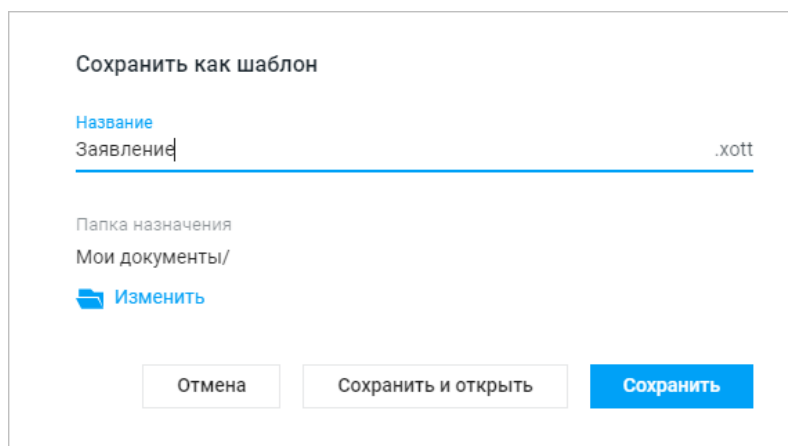 Сохранить как шаблон
Название
Заявление .xott
Папка назначения
Мои документы/
Изменить
Отмена Сохранить и открыть Сохранить